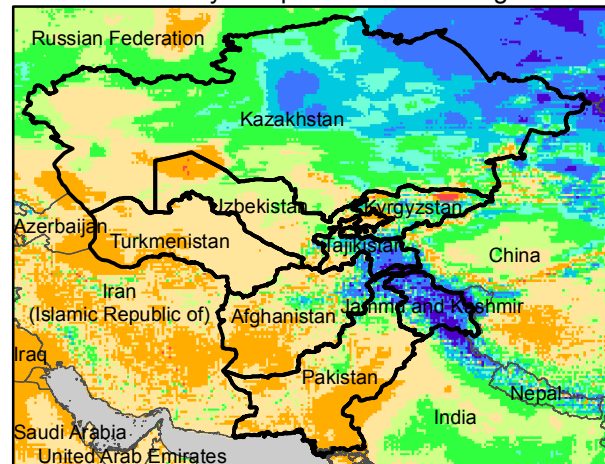 Russian Federation
Kazakhstan
Izbekistan
Kyrgyzstan
Azerbaijan
Turkmenistan
Tajikistan
China
Iran
(Islamic Republic of)
Afghanistan
Jammu and Kashmir
Iraq
Pakistan
Nepal
India
Saudi Arabia
United Arab Emirates